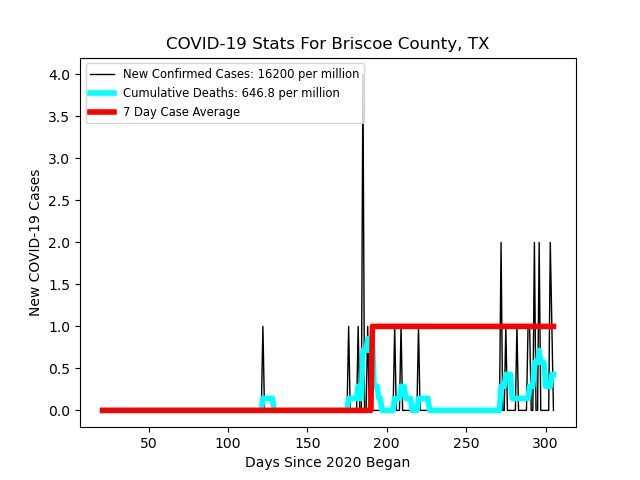 COVID-19 Stats For Briscoe County, TX
New Confirmed Cases: 16200 per million
Cumulative Deaths: 646.8 per million
7 Day Case Average
4.0
3.5
3.0
2.5
2.0
1.5
1.0
0.5
0.0
New COVID-19 Cases
50 100 150 200 250 300
Days Since 2020 Began